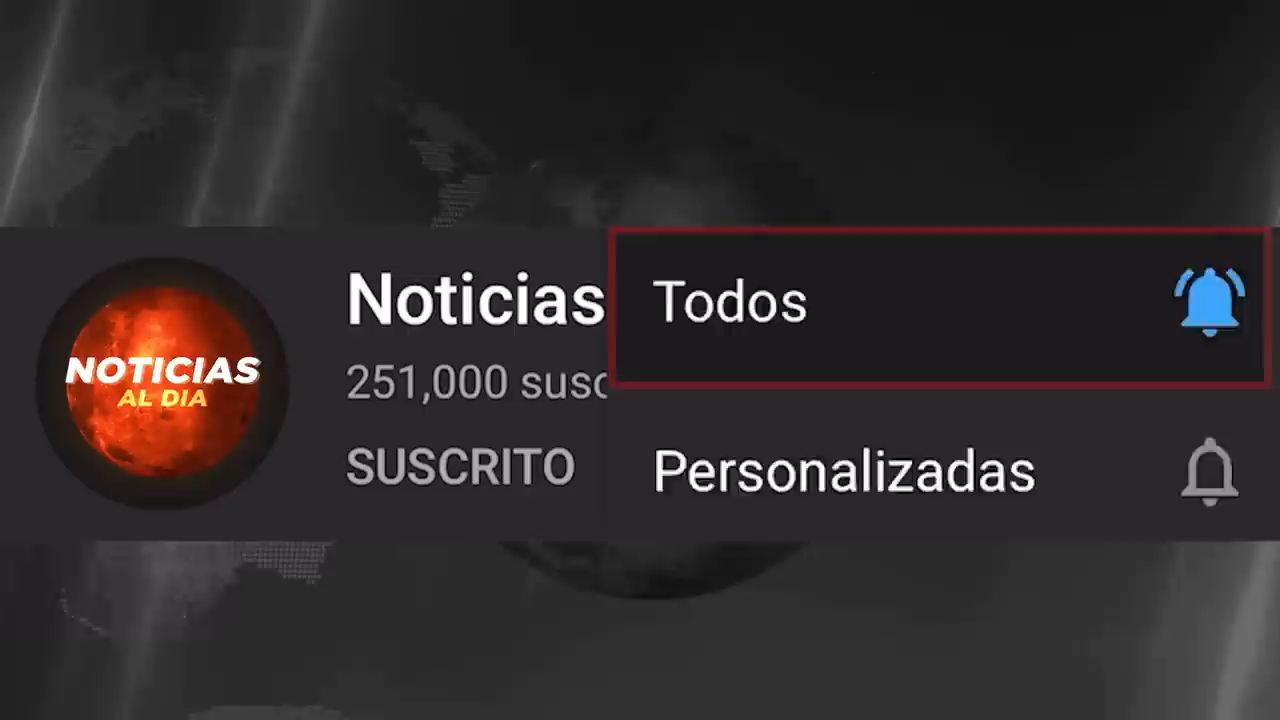 NOTICIAS
AL DIA
Noticias
251,000 susc
SUSCRITO
Todos
Personalizadas